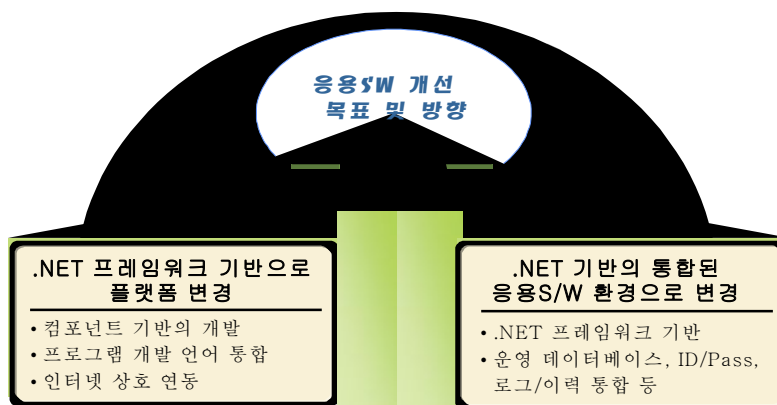 응용SW 개선
목표 및 방향
.NET 프레임워크 기반으로
플랫폼 변경
• 컴포넌트 기반의 개발
• 프로그램 개발 언어 통합
• 인터넷 상호 연동
.NET 기반의 통합된
응용S/W 환경으로 변경
• .NET 프레임워크 기반
• 운영 데이터베이스, ID/Pass,
로그/이력 통합 등